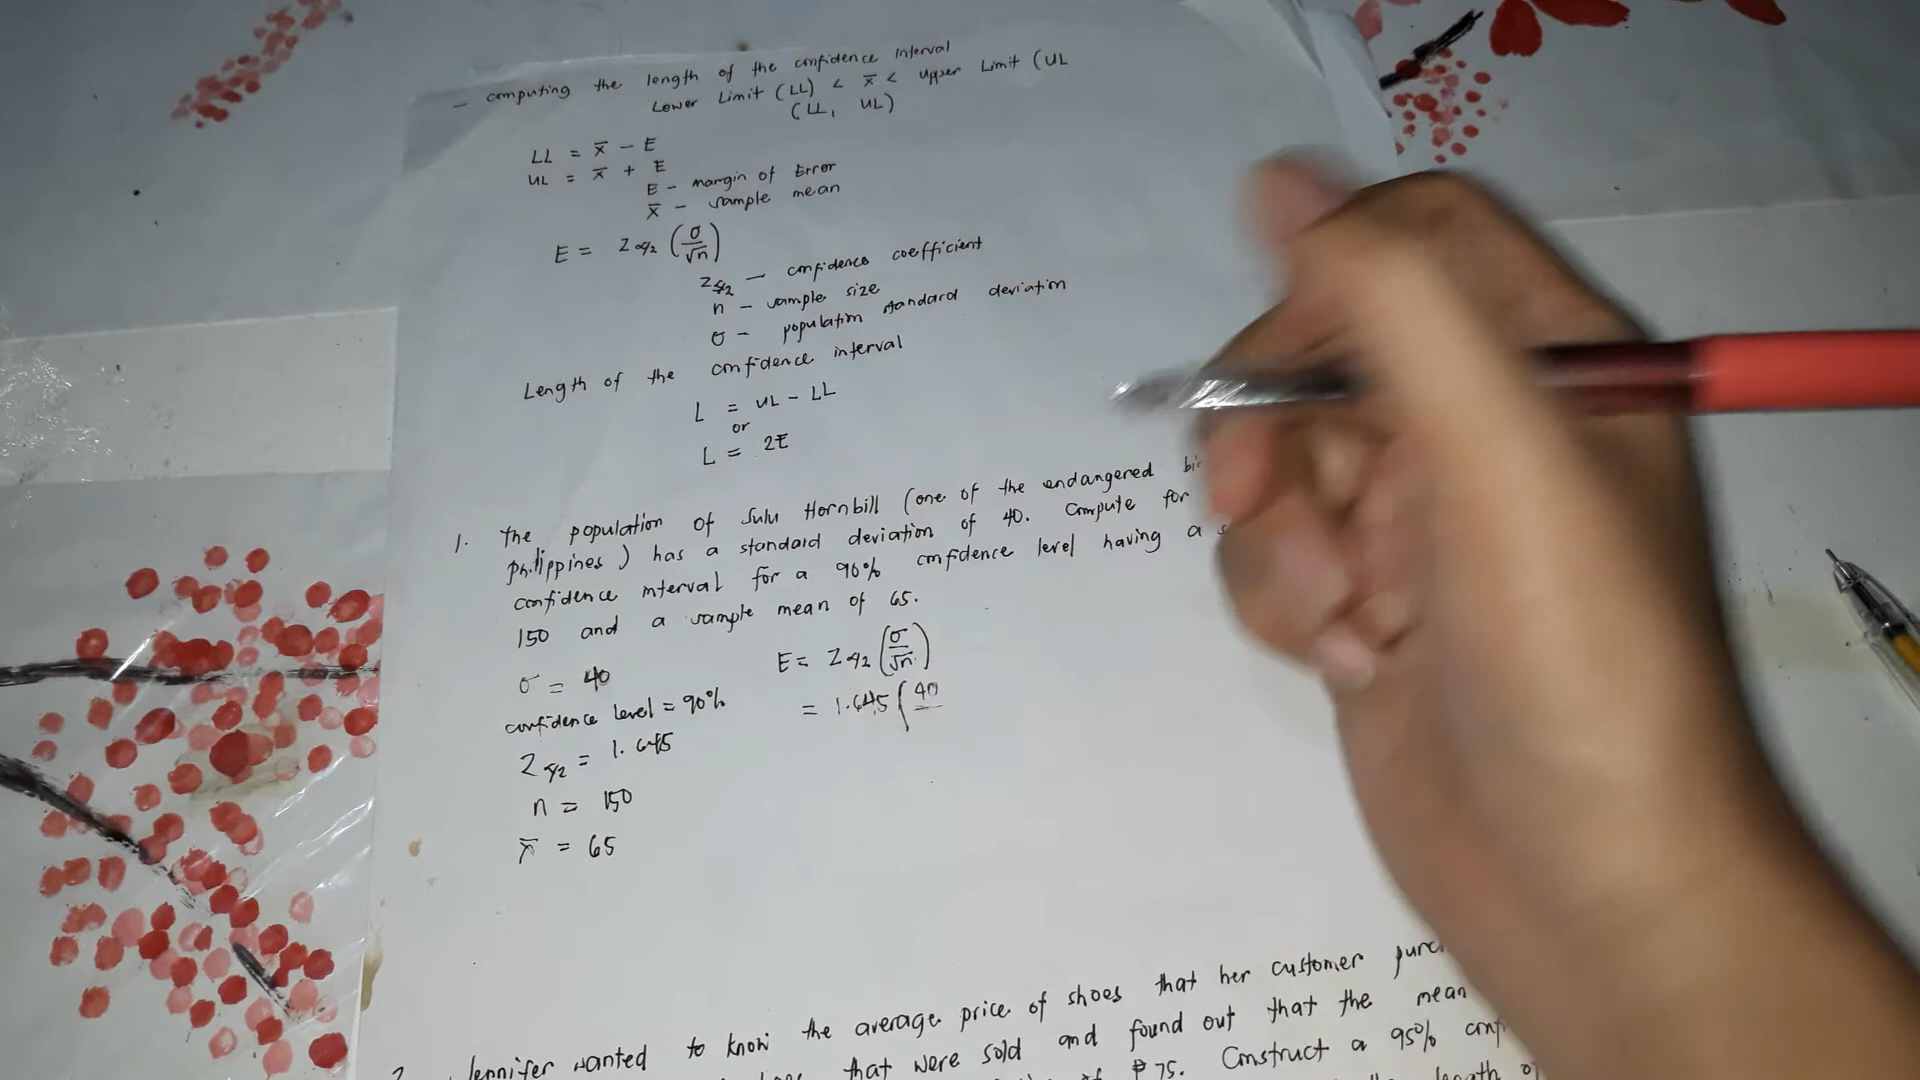 — computing the length of the confidence interval
Lower Limit (LL) < x̄ < Upper Limit (UL
(LL, UL)
LL = x̄ - E
UL = x̄ + E
E - margin of Error
x̄ - sample mean
E = Zα/2 (σ/√n)
Zα/2 — confidence coefficient
n - sample size
σ - population standard deviation
Length of the confidence interval
L = UL - LL
or
L = 2E
1. The population of Sulu Hornbill (one of the endangered
Philippines) has a standard deviation of 40. Compute for
confidence interval for a 90% confidence level having a
150 and a sample mean of 65.
σ = 40
confidence level = 90%
Zα/2 = 1.645
n = 150
x̄ = 65
E = Zα/2 (σ/√n)
= 1.645 (40
Jennifer wanted to know the average price of shoes that her customer
that were sold and found out that the mean
of ₱75. Construct a 95%
length of